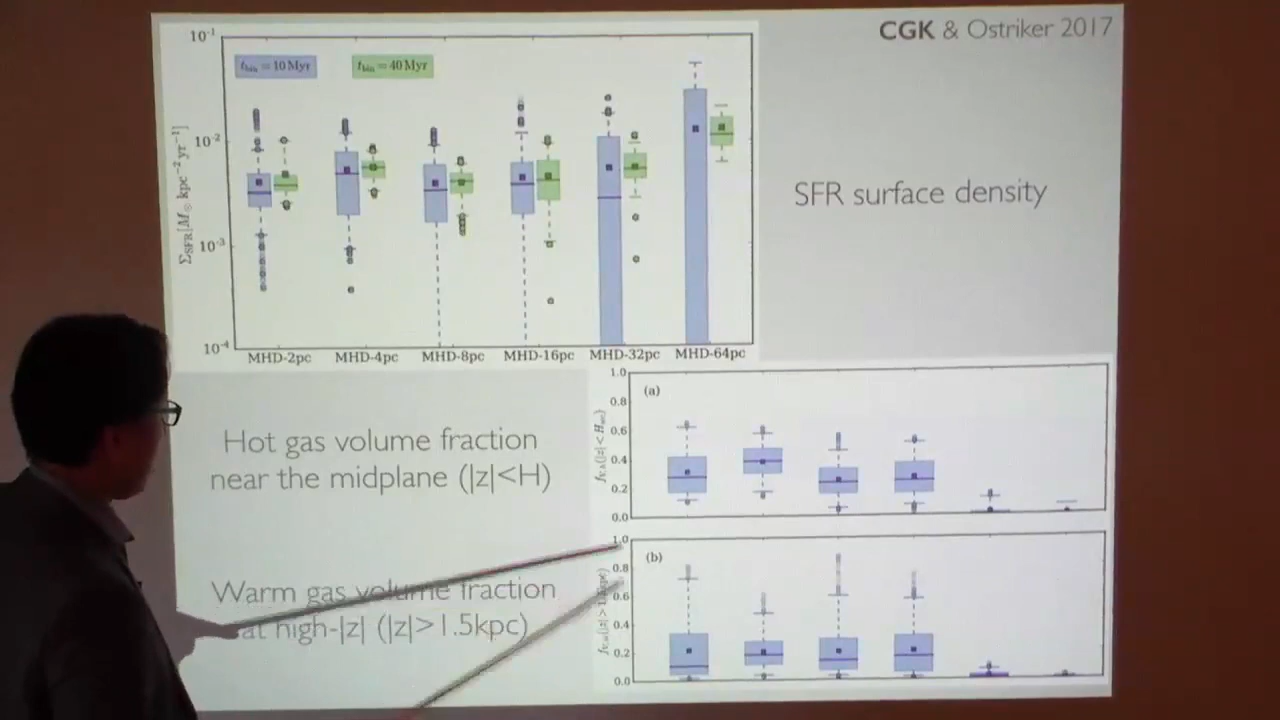 CGK & Ostriker 2017
10⁻¹
t_bin = 10 Myr
t_bin = 40 Myr
10⁻²
Σ_SFR [M_⊙ kpc⁻² yr⁻¹]
10⁻³
10⁻⁴
MHD-2pc MHD-4pc MHD-8pc MHD-16pc MHD-32pc MHD-64pc
SFR surface density
Hot gas volume fraction
near the midplane (|z|<H)
1.0
(a)
0.8
0.6
0.4
0.2
0.0
Warm gas volume fraction
at high-|z| (|z|>1.5kpc)
1.0
(b)
0.8
0.6
0.4
0.2
0.0